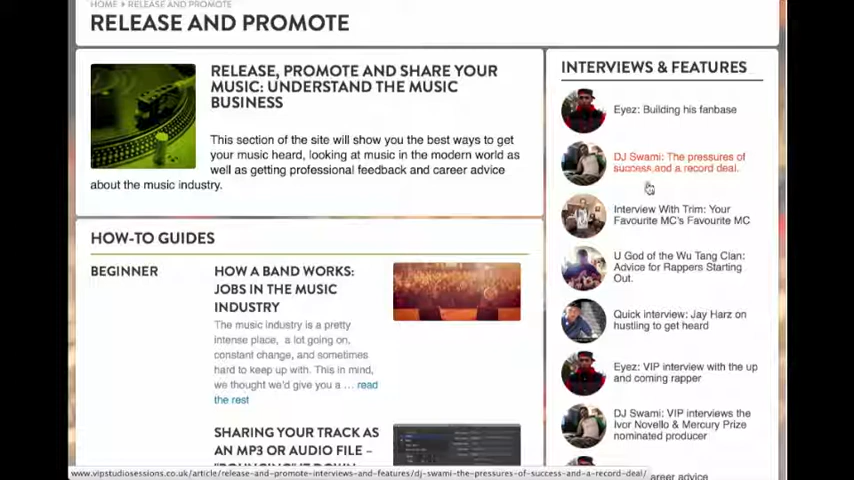 HOME ▸ RELEASE AND PROMOTE
RELEASE AND PROMOTE
RELEASE, PROMOTE AND SHARE YOUR
MUSIC: UNDERSTAND THE MUSIC
BUSINESS
This section of the site will show you the best ways to get
your music heard, looking at music in the modern world as
well as getting professional feedback and career advice
about the music industry.
HOW-TO GUIDES
BEGINNER
HOW A BAND WORKS:
JOBS IN THE MUSIC
INDUSTRY
The music industry is a pretty
intense place, a lot going on,
constant change, and sometimes
hard to keep up with. This in mind,
we thought we'd give you a ... read
the rest
SHARING YOUR TRACK AS
AN MP3 OR AUDIO FILE –
INTERVIEWS & FEATURES
Eyez: Building his fanbase
DJ Swami: The pressures of
success and a record deal.
Interview With Trim: Your
Favourite MC's Favourite MC
U God of the Wu Tang Clan:
Advice for Rappers Starting
Out.
Quick interview: Jay Harz on
hustling to get heard
Eyez: VIP interview with the up
and coming rapper
DJ Swami: VIP interviews the
Ivor Novello & Mercury Prize
nominated producer
career advice
www.vipstudiosessions.co.uk/article/release-and-promote-interviews-and-features/dj-swami-the-pressures-of-success-and-a-record-deal/